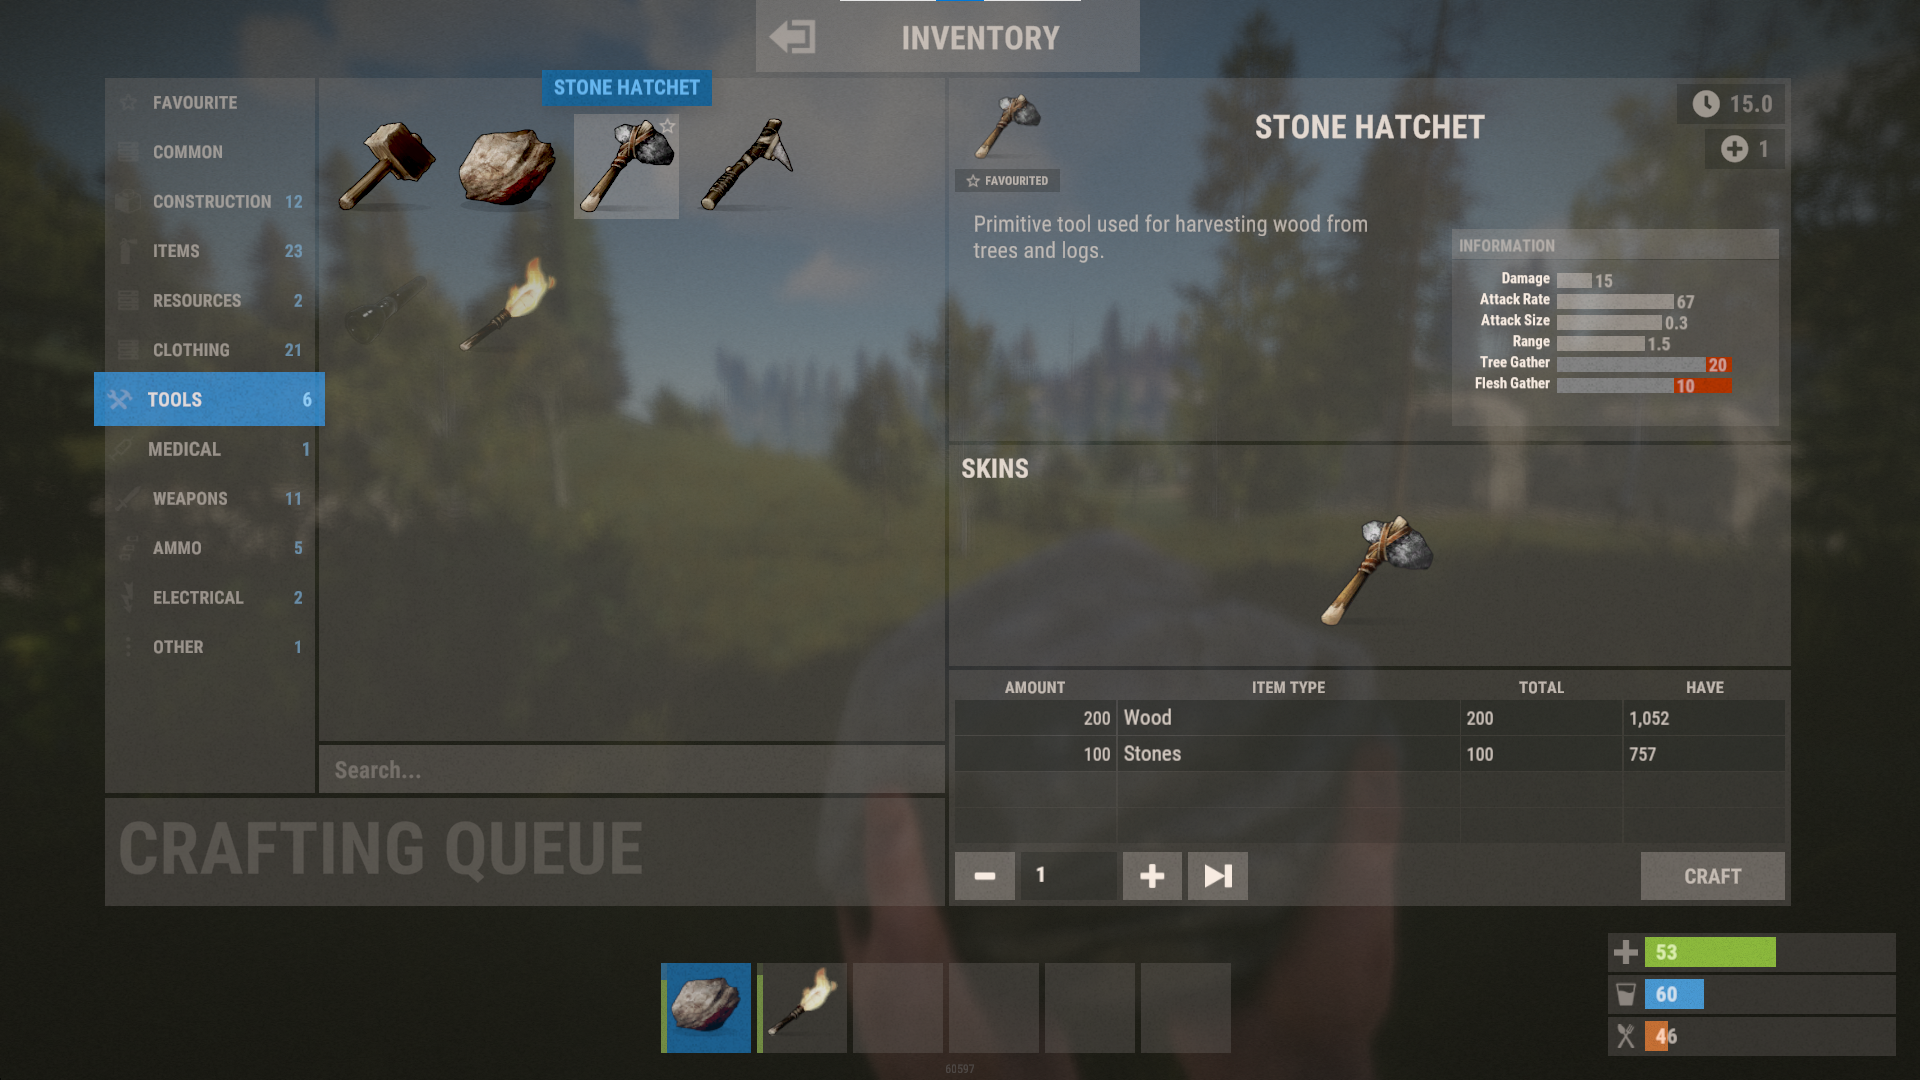 INVENTORY
FAVOURITE
COMMON
CONSTRUCTION 12
ITEMS 23
RESOURCES 2
CLOTHING 21
TOOLS 6
MEDICAL 1
WEAPONS 11
AMMO 5
ELECTRICAL 2
OTHER 1
STONE HATCHET
Search...
CRAFTING QUEUE
STONE HATCHET
15.0
1
FAVOURITED
Primitive tool used for harvesting wood from
trees and logs.
INFORMATION
Damage 15
Attack Rate 67
Attack Size 0.3
Range 1.5
Tree Gather 20
Flesh Gather 10
SKINS
AMOUNT ITEM TYPE TOTAL HAVE
200 Wood 200 1,052
100 Stones 100 757
1
CRAFT
53
60
46
60597